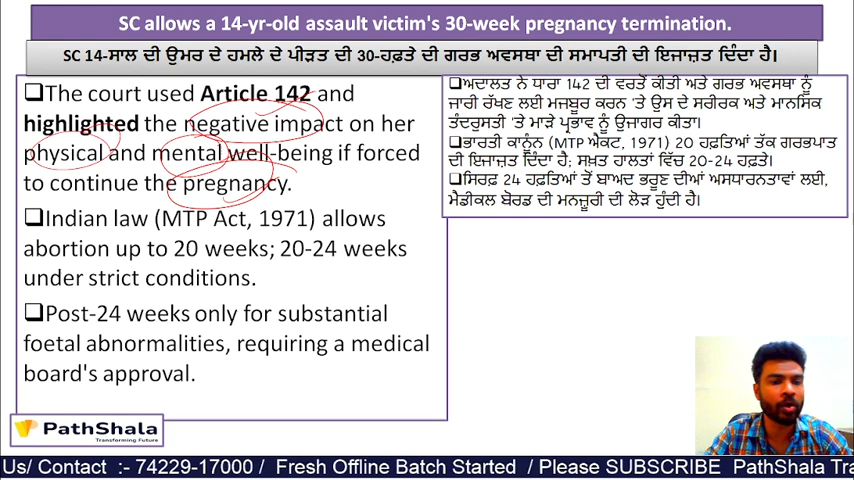 SC allows a 14-yr-old assault victim's 30-week pregnancy termination.
SC 14-ਸਾਲ ਦੀ ਉਮਰ ਦੇ ਹਮਲੇ ਦੇ ਪੀੜਤ ਦੀ 30-ਹਫ਼ਤੇ ਦੀ ਗਰਭ ਅਵਸਥਾ ਦੀ ਸਮਾਪਤੀ ਦੀ ਇਜਾਜ਼ਤ ਦਿੰਦਾ ਹੈ।
❑The court used Article 142 and
highlighted the negative impact on her
physical and mental well-being if forced
to continue the pregnancy.
❑Indian law (MTP Act, 1971) allows
abortion up to 20 weeks; 20-24 weeks
under strict conditions.
❑Post-24 weeks only for substantial
foetal abnormalities, requiring a medical
board's approval.
❑ਅਦਾਲਤ ਨੇ ਧਾਰਾ 142 ਦੀ ਵਰਤੋਂ ਕੀਤੀ ਅਤੇ ਗਰਭ ਅਵਸਥਾ ਨੂੰ
ਜਾਰੀ ਰੱਖਣ ਲਈ ਮਜਬੂਰ ਕਰਨ 'ਤੇ ਉਸ ਦੇ ਸਰੀਰਕ ਅਤੇ ਮਾਨਸਿਕ
ਤੰਦਰੁਸਤੀ 'ਤੇ ਮਾੜੇ ਪ੍ਰਭਾਵ ਨੂੰ ਉਜਾਗਰ ਕੀਤਾ।
❑ਭਾਰਤੀ ਕਾਨੂੰਨ (MTP ਐਕਟ, 1971) 20 ਹਫ਼ਤਿਆਂ ਤੱਕ ਗਰਭਪਾਤ
ਦੀ ਇਜਾਜ਼ਤ ਦਿੰਦਾ ਹੈ; ਸਖ਼ਤ ਹਾਲਤਾਂ ਵਿੱਚ 20-24 ਹਫ਼ਤੇ।
❑ਸਿਰਫ਼ 24 ਹਫ਼ਤਿਆਂ ਤੋਂ ਬਾਅਦ ਭਰੂਣ ਦੀਆਂ ਅਸਧਾਰਨਤਾਵਾਂ ਲਈ,
ਮੈਡੀਕਲ ਬੋਰਡ ਦੀ ਮਨਜ਼ੂਰੀ ਦੀ ਲੋੜ ਹੁੰਦੀ ਹੈ।
PathShala
Transforming Future
Us/ Contact :- 74229-17000 / Fresh Offline Batch Started / Please SUBSCRIBE PathShala Tra